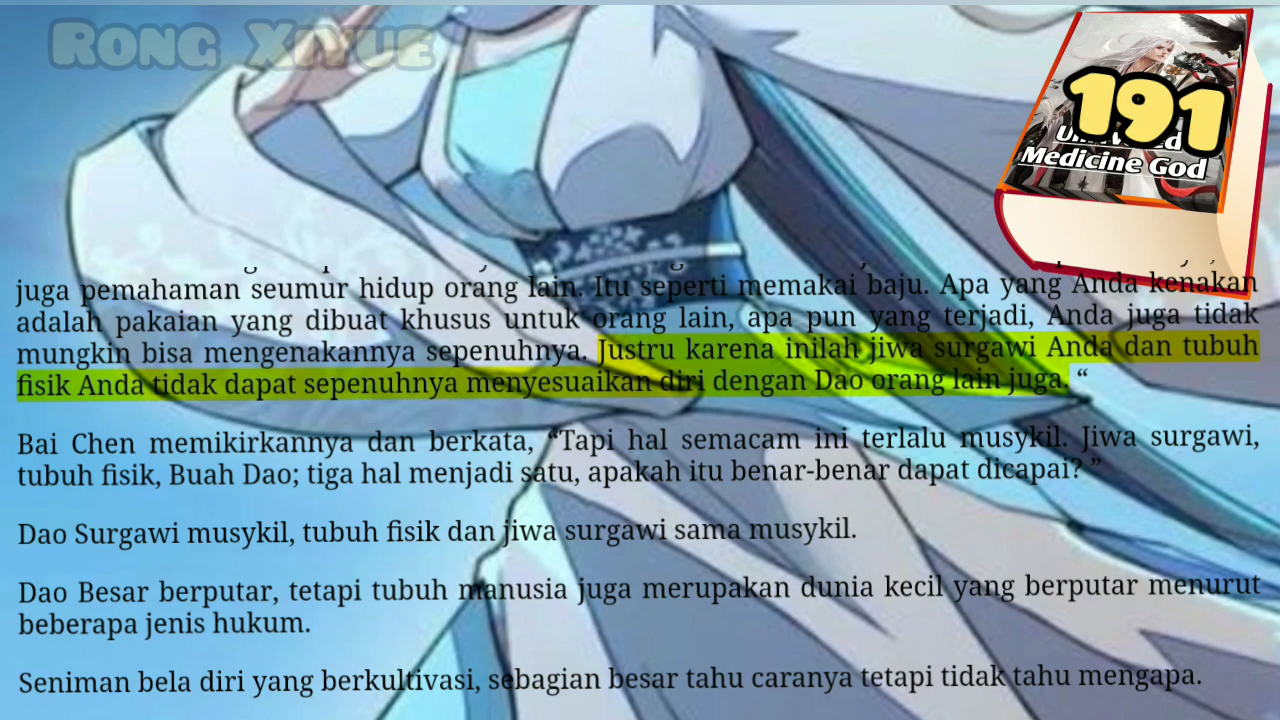 Rong Xiyue
191
Medicine God
juga pemahaman seumur hidup orang lain. Itu seperti memakai baju. Apa yang Anda kenakan
adalah pakaian yang dibuat khusus untuk orang lain, apa pun yang terjadi, Anda juga tidak
mungkin bisa mengenakannya sepenuhnya. Justru karena inilah jiwa surgawi Anda dan tubuh
fisik Anda tidak dapat sepenuhnya menyesuaikan diri dengan Dao orang lain juga. “
Bai Chen memikirkannya dan berkata, “Tapi hal semacam ini terlalu musykil. Jiwa surgawi,
tubuh fisik, Buah Dao; tiga hal menjadi satu, apakah itu benar-benar dapat dicapai? ”
Dao Surgawi musykil, tubuh fisik dan jiwa surgawi sama musykil.
Dao Besar berputar, tetapi tubuh manusia juga merupakan dunia kecil yang berputar menurut
beberapa jenis hukum.
Seniman bela diri yang berkultivasi, sebagian besar tahu caranya tetapi tidak tahu mengapa.